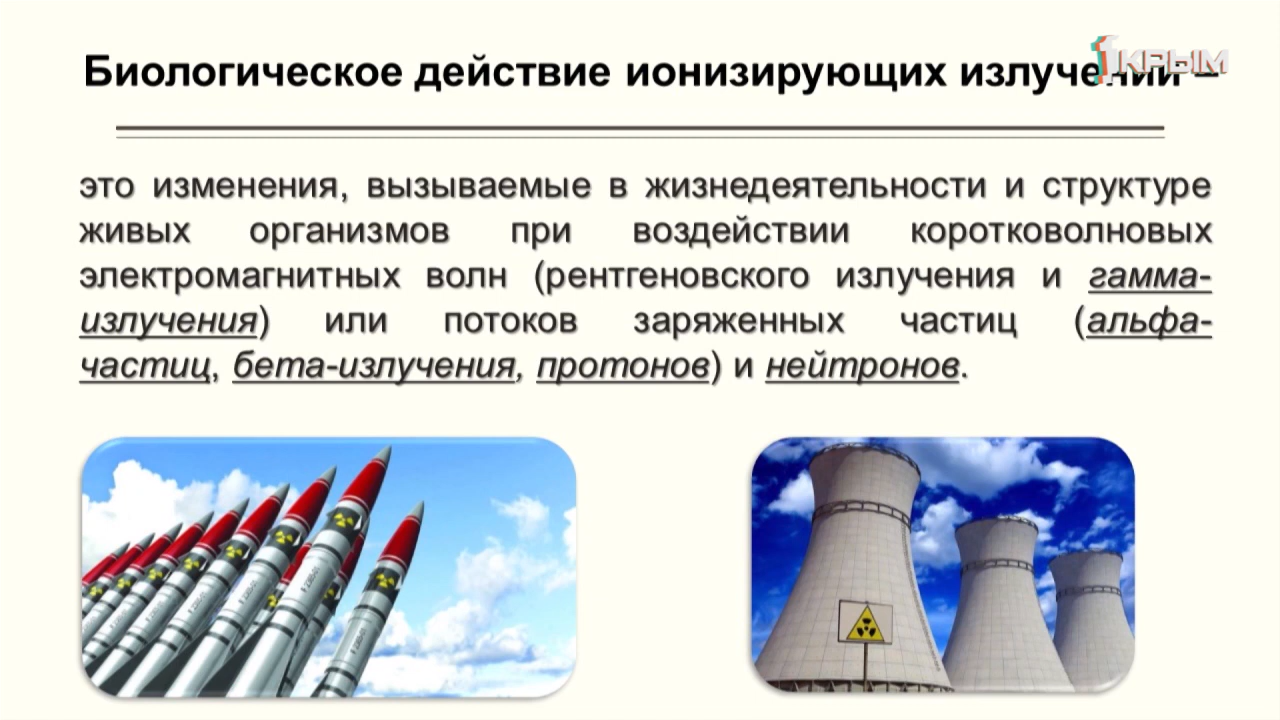 Биологическое действие ионизирующих излучений –
1КРЫМ
это изменения, вызываемые в жизнедеятельности и структуре
живых организмов при воздействии коротковолновых
электромагнитных волн (рентгеновского излучения и гамма-
излучения) или потоков заряженных частиц (альфа-
частиц, бета-излучения, протонов) и нейтронов.